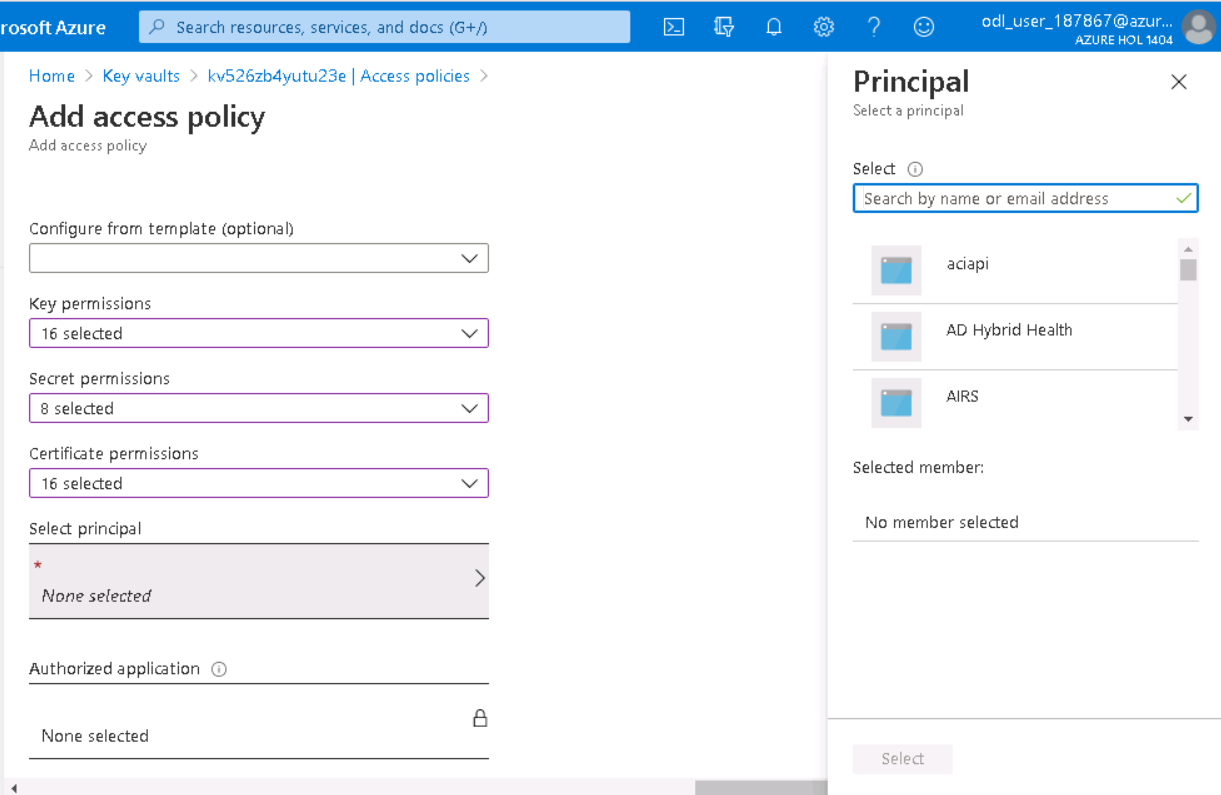 rosoft Azure
Search resources, services, and docs (G+/)
odl_user_187867@azur...
AZURE HOL 1404
Home > Key vaults > kv526zb4yutu23e | Access policies >
Add access policy
Add access policy
Configure from template (optional)
Key permissions
16 selected
Secret permissions
8 selected
Certificate permissions
16 selected
Select principal
*
None selected
Authorized application
None selected
Principal
Select a principal
Select
Search by name or email address
aciapi
AD Hybrid Health
AIRS
Selected member:
No member selected
Select